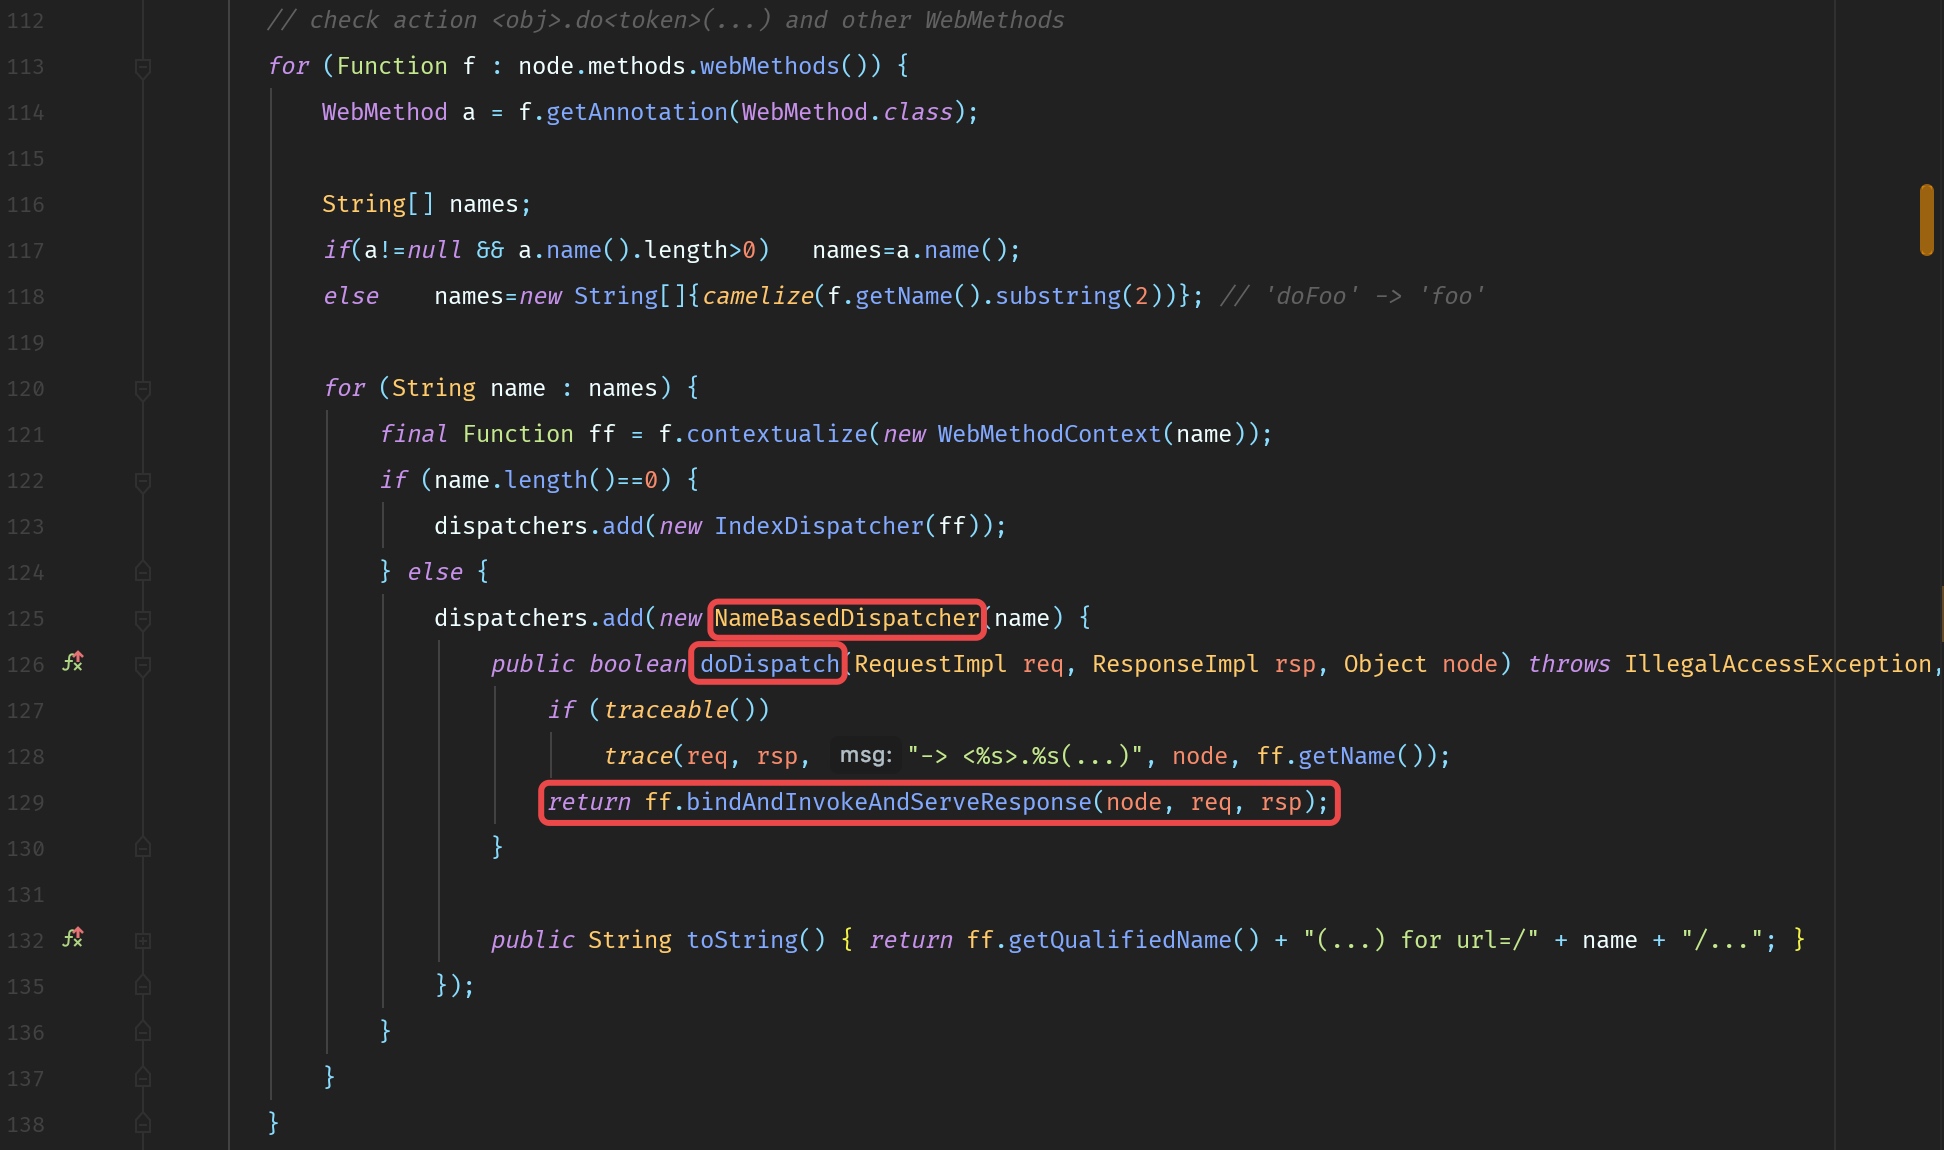 112 // check action <obj>.do<token>(...) and other WebMethods
113 for (Function f : node.methods.webMethods()) {
114 WebMethod a = f.getAnnotation(WebMethod.class);
115
116 String[] names;
117 if(a!=null && a.name().length>0)   names=a.name();
118 else    names=new String[]{camelize(f.getName().substring(2))}; // 'doFoo' -> 'foo'
119
120 for (String name : names) {
121 final Function ff = f.contextualize(new WebMethodContext(name));
122 if (name.length()==0) {
123 dispatchers.add(new IndexDispatcher(ff));
124 } else {
125 dispatchers.add(new NameBasedDispatcher(name) {
126 public boolean doDispatch(RequestImpl req, ResponseImpl rsp, Object node) throws IllegalAccessException,
127 if (traceable())
128 trace(req, rsp, msg: "-> <%s>.%s(...)", node, ff.getName());
129 return ff.bindAndInvokeAndServeResponse(node, req, rsp);
130 }
131
132 public String toString() { return ff.getQualifiedName() + "(...) for url=/" + name + "/..."; }
135 });
136 }
137 }
138 }